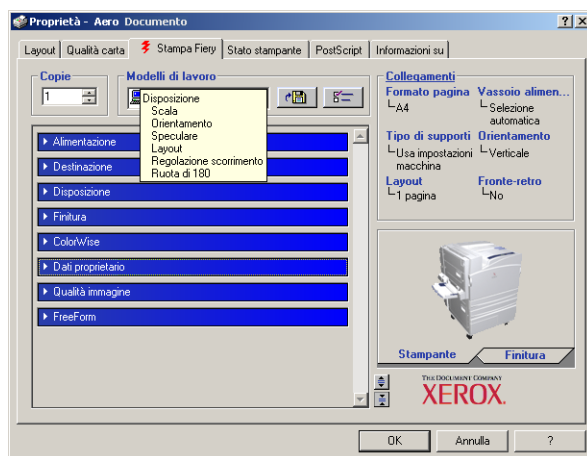 Proprietà - Aero Documento
Layout
Qualità carta
Stampa Fiery
Stato stampante
PostScript
Informazioni su
Copie
1
Modelli di lavoro
Disposizione
Scala
Orientamento
Speculare
Layout
Regolazione scorrimento
Ruota di 180
Alimentazione
Destinazione
Disposizione
Finitura
ColorWise
Dati proprietario
Qualità immagine
FreeForm
Collegamenti
Formato pagina
A4
Vassoio alimen...
Selezione
automatica
Tipo di supporti
Usa impostazioni
macchina
Orientamento
Verticale
Layout
1 pagina
Fronte-retro
No
Stampante
Finitura
THE DOCUMENT COMPANY
XEROX.
OK
Annulla
?